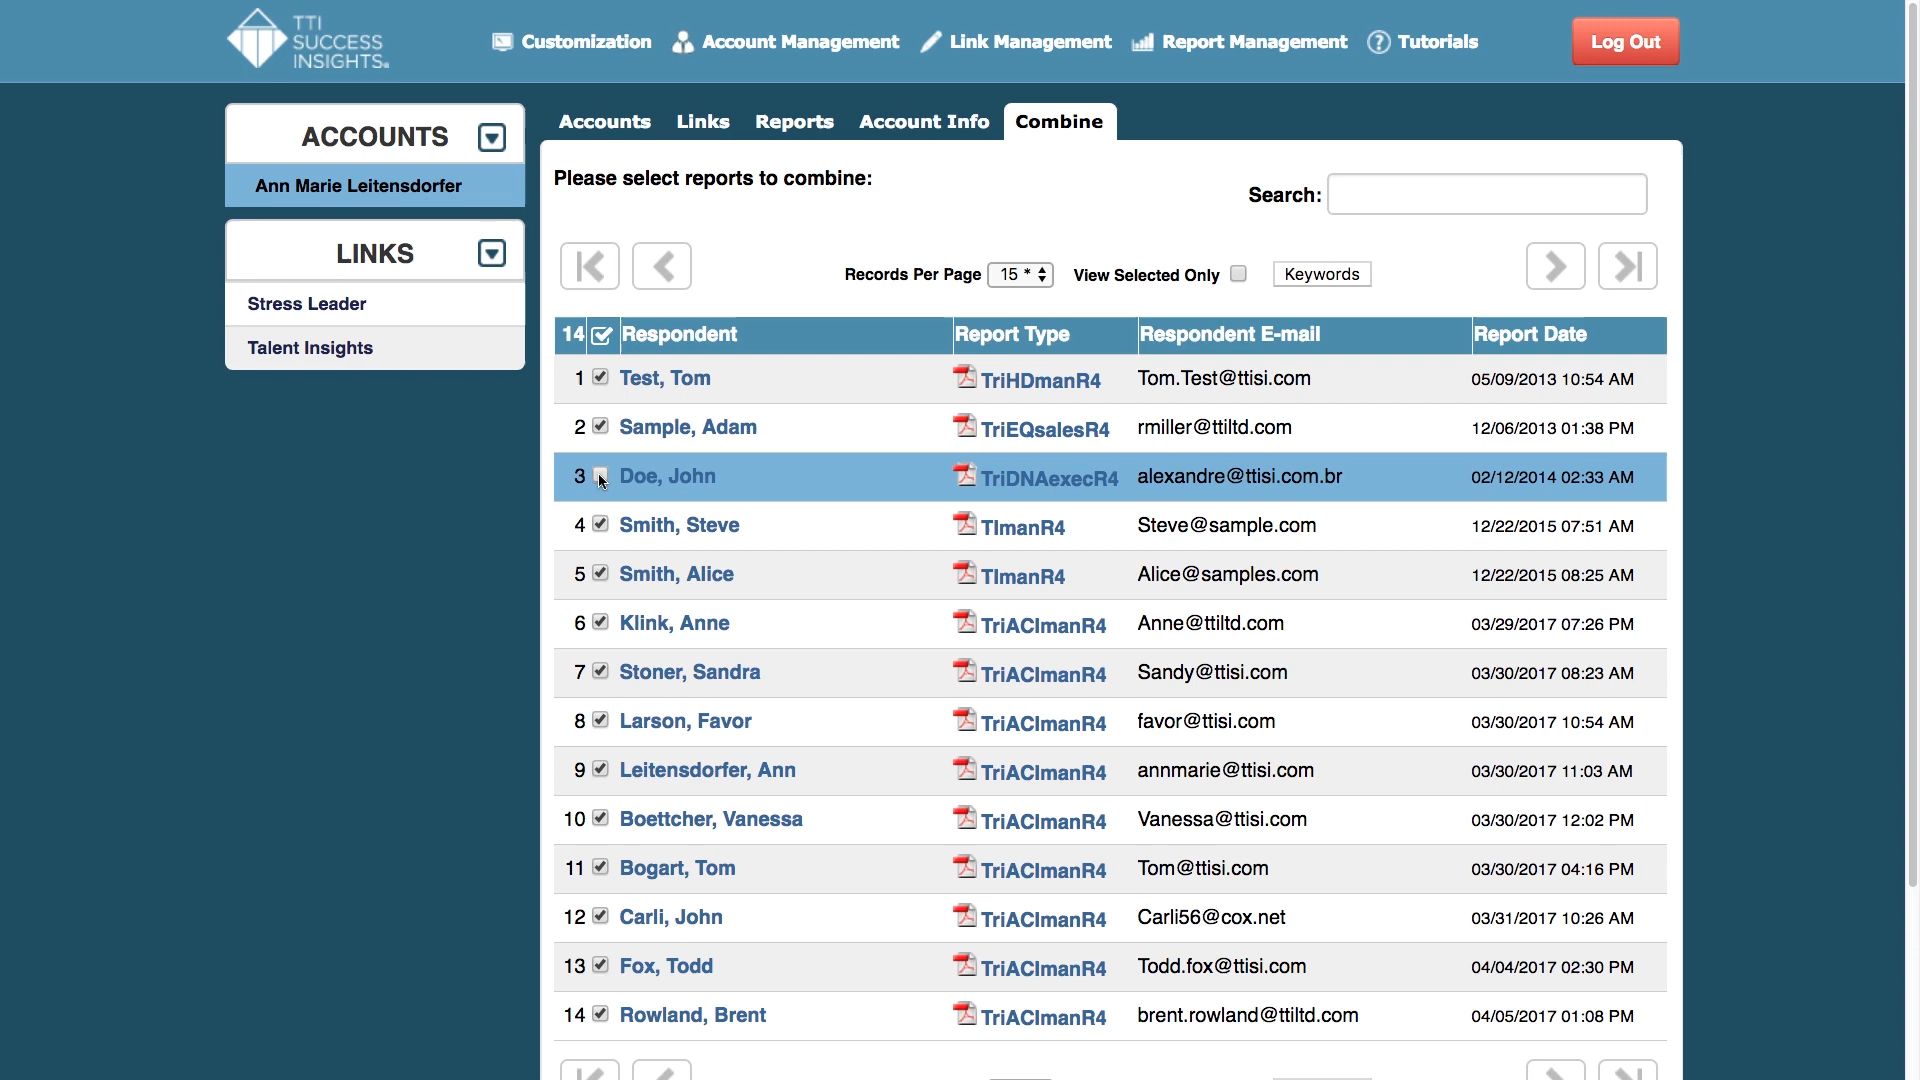 TTI
SUCCESS
INSIGHTS
Customization Account Management Link Management Report Management ? Tutorials Log Out
ACCOUNTS
Ann Marie Leitensdorfer
LINKS
Stress Leader
Talent Insights
Accounts Links Reports Account Info Combine
Please select reports to combine:
Search:
Records Per Page 15 * View Selected Only Keywords
14 Respondent Report Type Respondent E-mail Report Date
1 Test, Tom TriHDmanR4 Tom.Test@ttisi.com 05/09/2013 10:54 AM
2 Sample, Adam TriEQsalesR4 rmiller@ttiltd.com 12/06/2013 01:38 PM
3 Doe, John TriDNAexecR4 alexandre@ttisi.com.br 02/12/2014 02:33 AM
4 Smith, Steve TImanR4 Steve@sample.com 12/22/2015 07:51 AM
5 Smith, Alice TImanR4 Alice@samples.com 12/22/2015 08:25 AM
6 Klink, Anne TriACImanR4 Anne@ttiltd.com 03/29/2017 07:26 PM
7 Stoner, Sandra TriACImanR4 Sandy@ttisi.com 03/30/2017 08:23 AM
8 Larson, Favor TriACImanR4 favor@ttisi.com 03/30/2017 10:54 AM
9 Leitensdorfer, Ann TriACImanR4 annmarie@ttisi.com 03/30/2017 11:03 AM
10 Boettcher, Vanessa TriACImanR4 Vanessa@ttisi.com 03/30/2017 12:02 PM
11 Bogart, Tom TriACImanR4 Tom@ttisi.com 03/30/2017 04:16 PM
12 Carli, John TriACImanR4 Carli56@cox.net 03/31/2017 10:26 AM
13 Fox, Todd TriACImanR4 Todd.fox@ttisi.com 04/04/2017 02:30 PM
14 Rowland, Brent TriACImanR4 brent.rowland@ttiltd.com 04/05/2017 01:08 PM